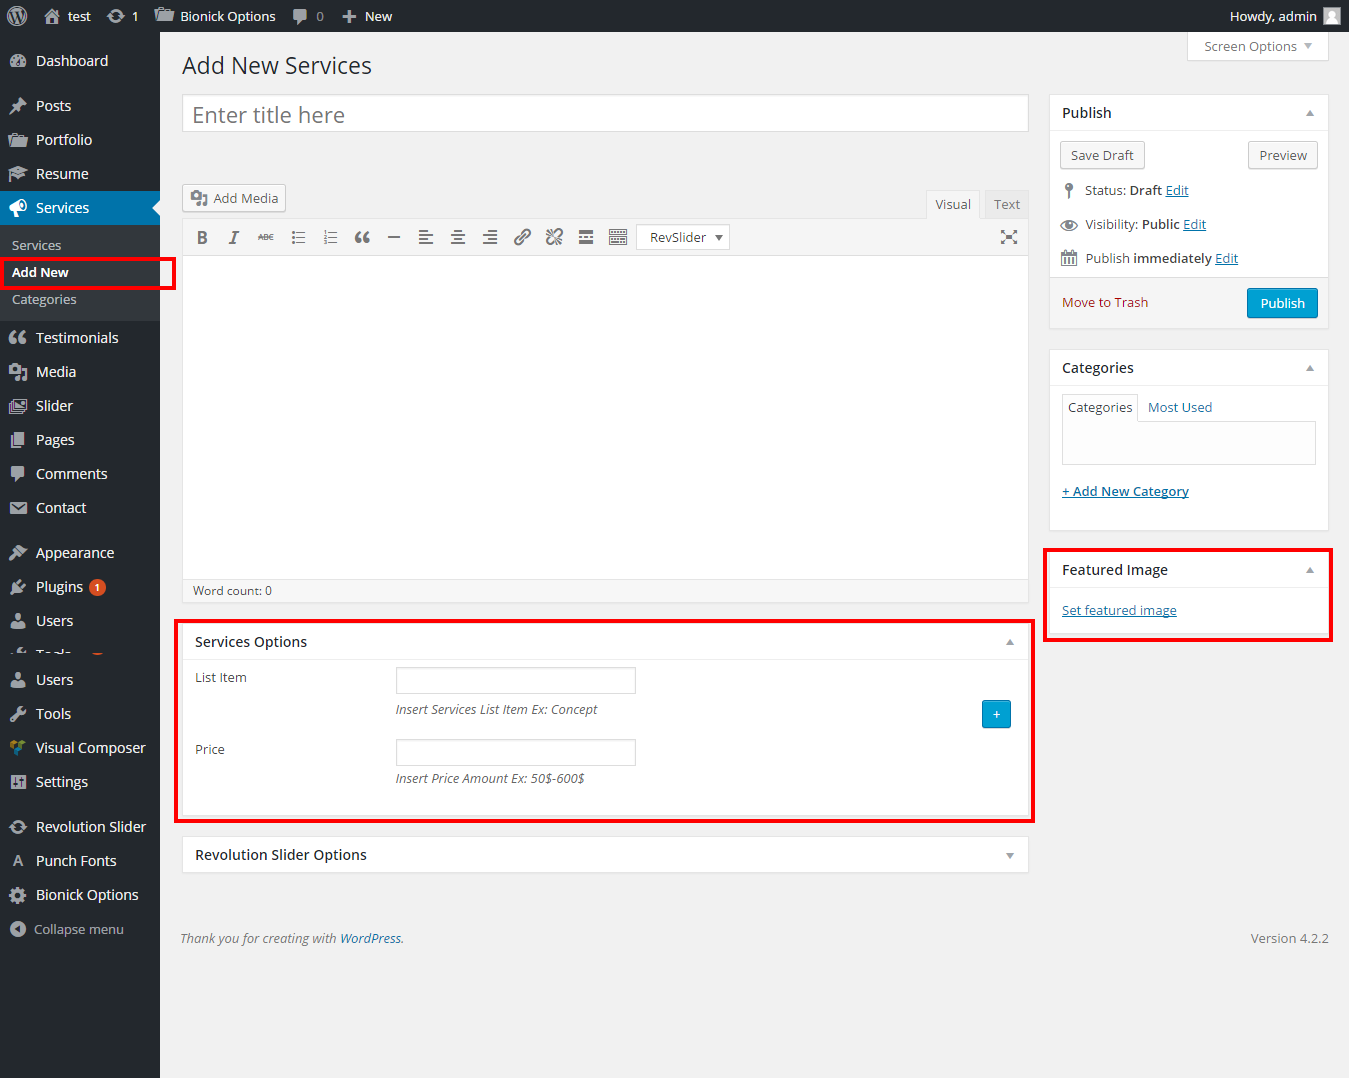 test 1 Bionick Options 0 New Howdy, admin
Screen Options
Dashboard
Posts
Portfolio
Resume
Services
Services
Add New
Categories
Testimonials
Media
Slider
Pages
Comments
Contact
Appearance
Plugins 1
Users
Tools
Users
Tools
Visual Composer
Settings
Revolution Slider
Punch Fonts
Bionick Options
Collapse menu
Add New Services
Enter title here
Add Media
Visual Text
B I ABC RevSlider
Word count: 0
Services Options
List Item
Insert Services List Item Ex: Concept
+
Price
Insert Price Amount Ex: 50$-600$
Revolution Slider Options
Publish
Save Draft Preview
Status: Draft Edit
Visibility: Public Edit
Publish immediately Edit
Move to Trash Publish
Categories
Categories Most Used
+ Add New Category
Featured Image
Set featured image
Thank you for creating with WordPress.
Version 4.2.2